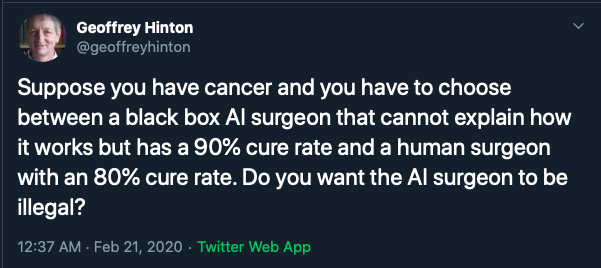 Geoffrey Hinton
@geoffreyhinton
Suppose you have cancer and you have to choose
between a black box AI surgeon that cannot explain how
it works but has a 90% cure rate and a human surgeon
with an 80% cure rate. Do you want the AI surgeon to be
illegal?
12:37 AM · Feb 21, 2020 · Twitter Web App